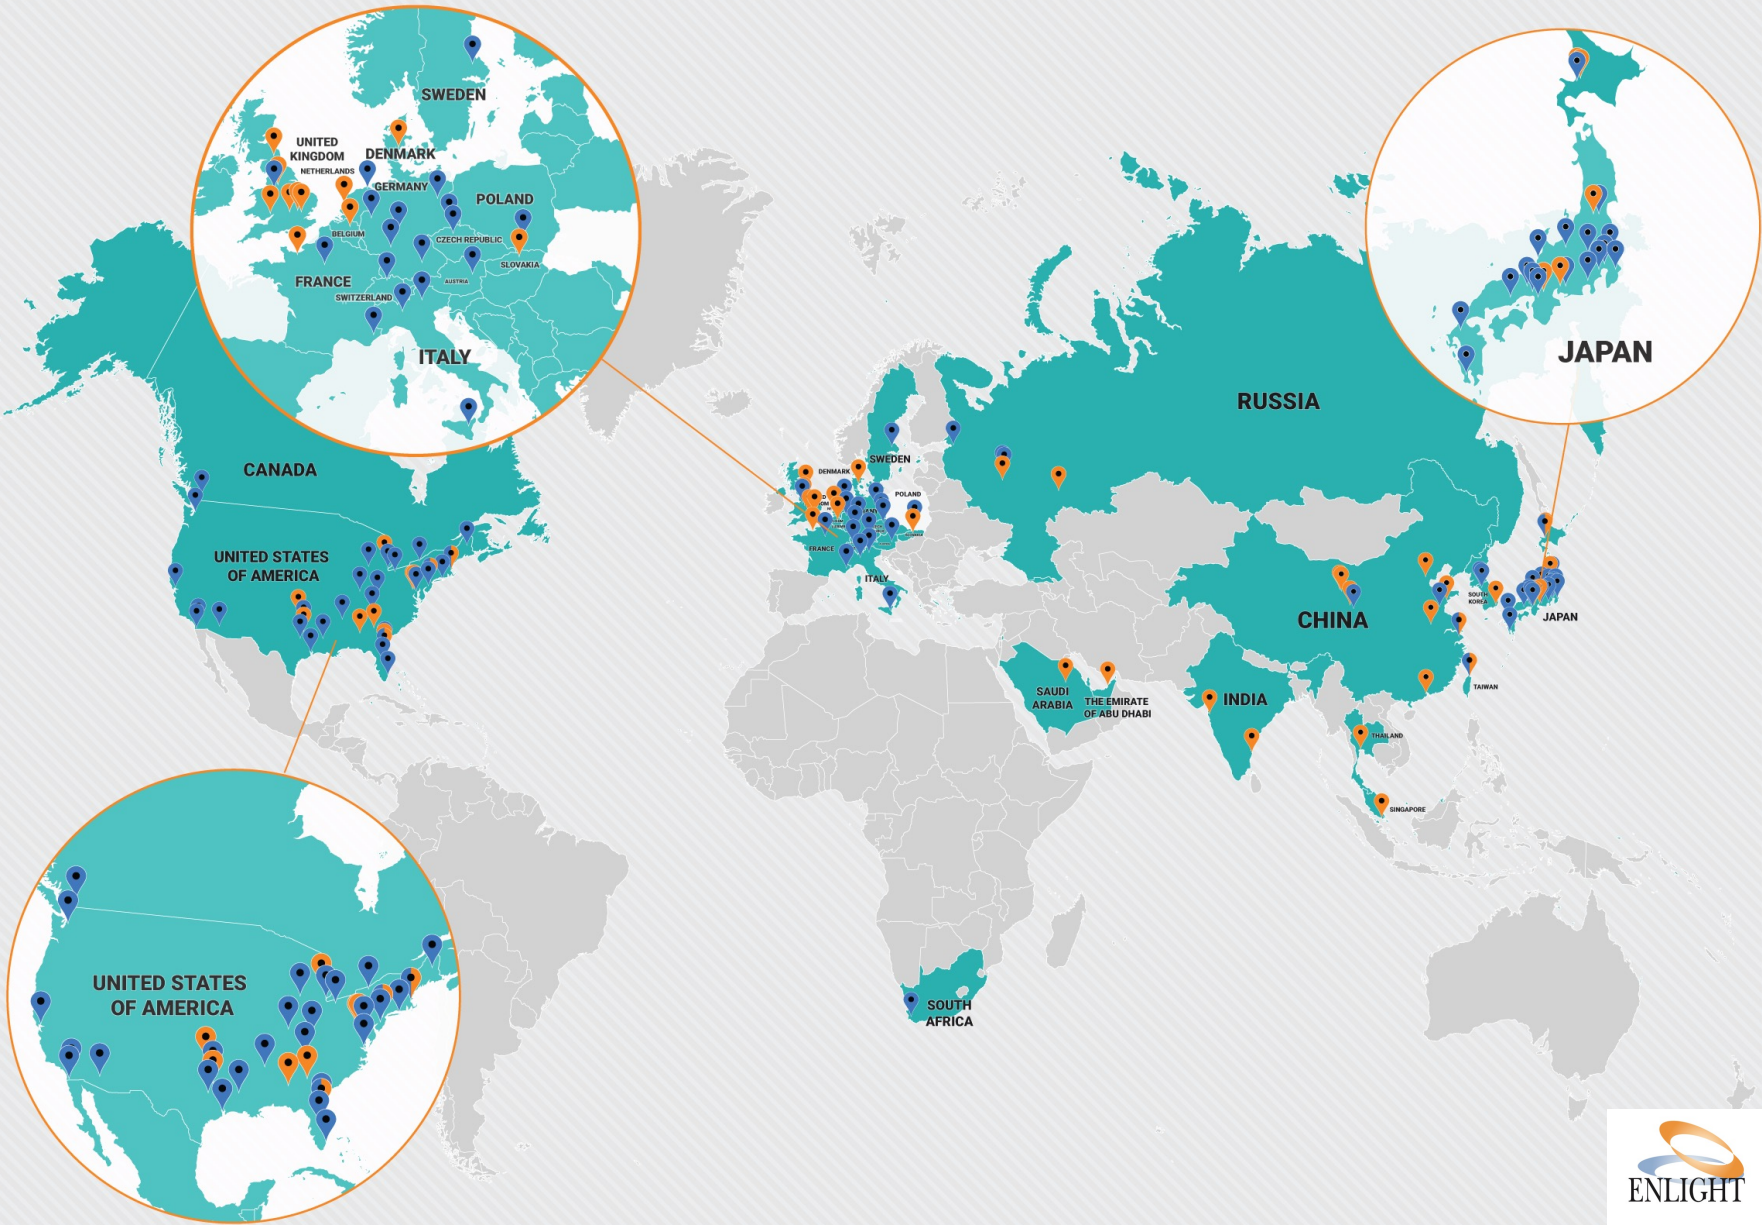 SWEDEN
UNITED
KINGDOM
DENMARK
NETHERLANDS
GERMANY
POLAND
BELGIUM
CZECH REPUBLIC
SLOVAKIA
FRANCE
AUSTRIA
SWITZERLAND
ITALY
JAPAN
RUSSIA
CANADA
SWEDEN
DENMARK
POLAND
FRANCE
ITALY
UNITED STATES
OF AMERICA
CHINA
SOUTH
KOREA
JAPAN
TAIWAN
SAUDI
ARABIA
THE EMIRATE
OF ABU DHABI
INDIA
THAILAND
SINGAPORE
UNITED STATES
OF AMERICA
SOUTH
AFRICA
ENLIGHT